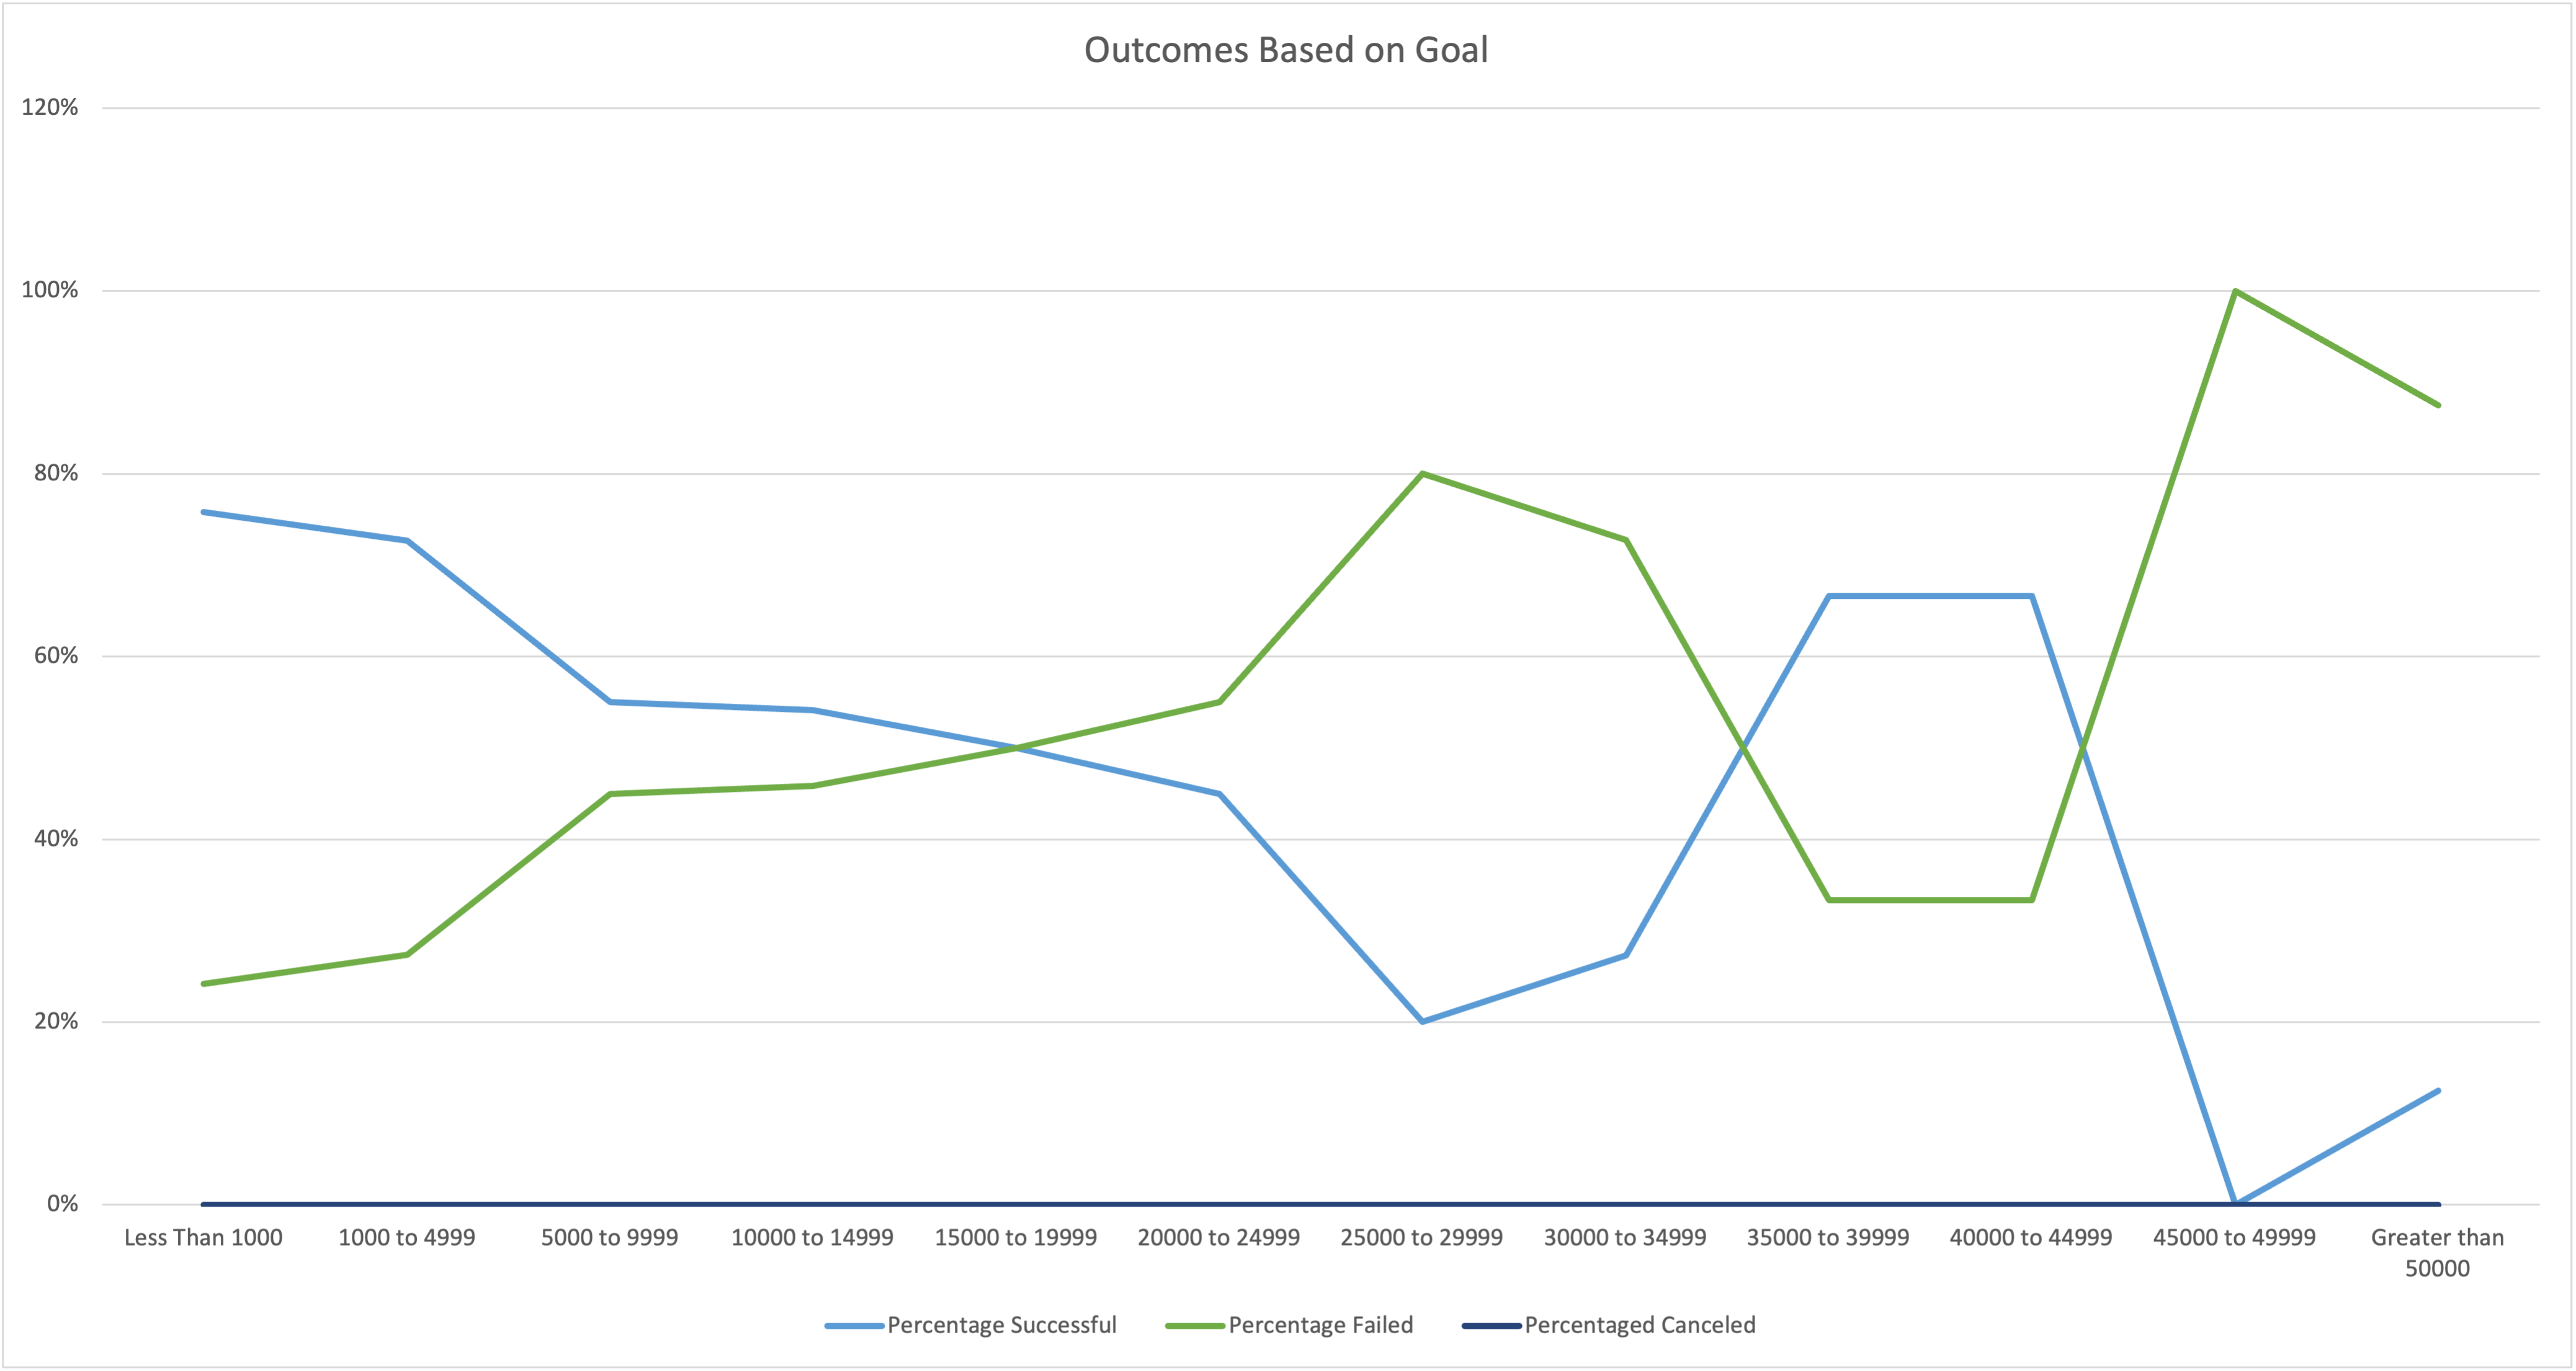 Outcomes Based on Goal
120%
100%
80%
60%
40%
20%
0%
Less Than 1000 1000 to 4999 5000 to 9999 10000 to 14999 15000 to 19999 20000 to 24999 25000 to 29999 30000 to 34999 35000 to 39999 40000 to 44999 45000 to 49999 Greater than
50000
Percentage Successful Percentage Failed Percentaged Canceled